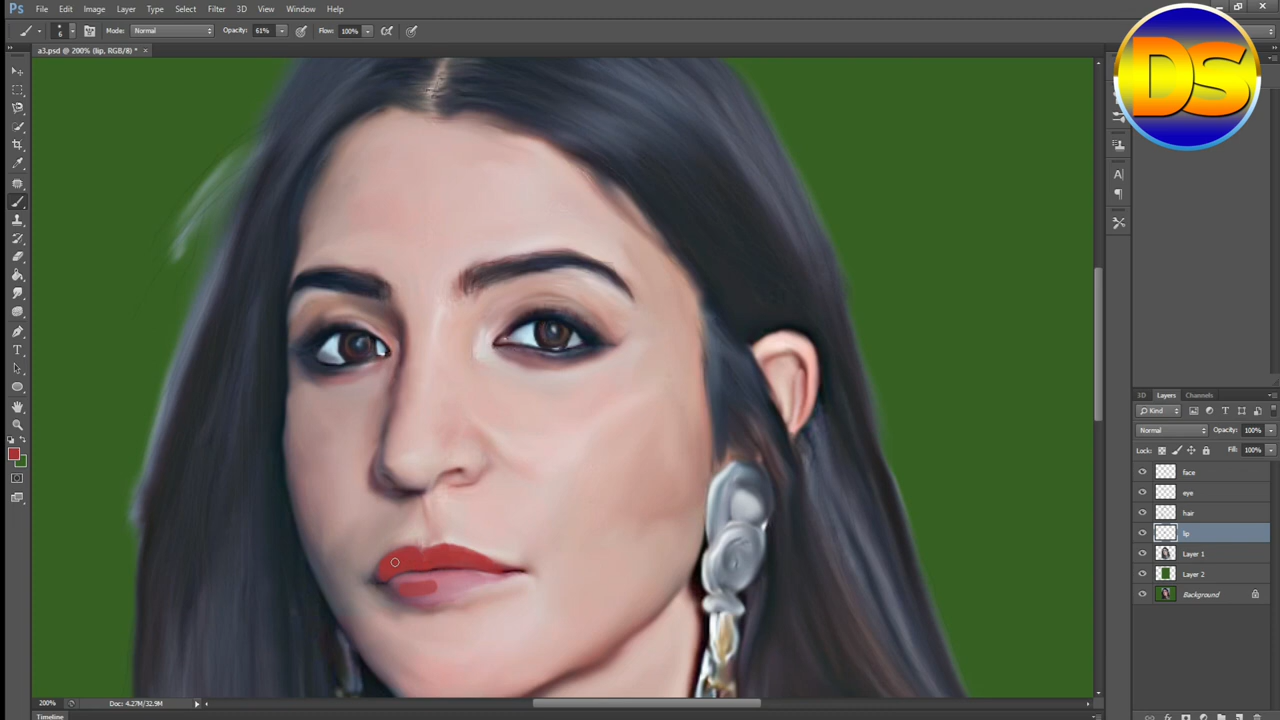 Ps File Edit Image Layer Type Select Filter 3D View Window Help
6 Mode: Normal Opacity: 61% Flow: 100%
a3.psd @ 200% (lip, RGB/8) * ×
DS
3D Layers Channels
Kind
Normal Opacity: 100%
Lock: Fill: 100%
face
eye
hair
lip
Layer 1
Layer 2
Background
200% Doc: 4.27M/32.9M
Timeline